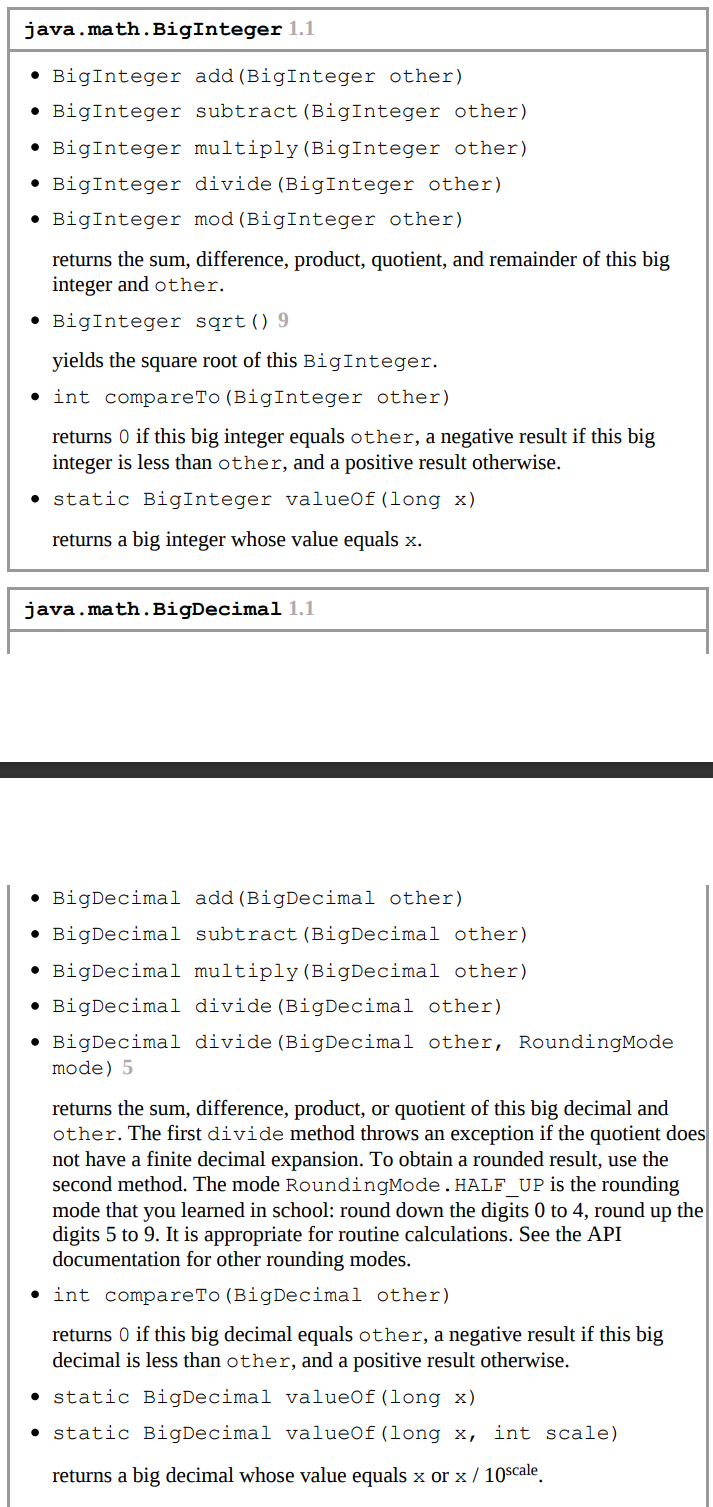 java.math.BigInteger 1.1
• BigInteger add(BigInteger other)
• BigInteger subtract(BigInteger other)
• BigInteger multiply(BigInteger other)
• BigInteger divide(BigInteger other)
• BigInteger mod(BigInteger other)
returns the sum, difference, product, quotient, and remainder of this big
integer and other.
• BigInteger sqrt() 9
yields the square root of this BigInteger.
• int compareTo(BigInteger other)
returns 0 if this big integer equals other, a negative result if this big
integer is less than other, and a positive result otherwise.
• static BigInteger valueOf(long x)
returns a big integer whose value equals x.
java.math.BigDecimal 1.1
• BigDecimal add(BigDecimal other)
• BigDecimal subtract(BigDecimal other)
• BigDecimal multiply(BigDecimal other)
• BigDecimal divide(BigDecimal other)
• BigDecimal divide(BigDecimal other, RoundingMode
mode) 5
returns the sum, difference, product, or quotient of this big decimal and
other. The first divide method throws an exception if the quotient does
not have a finite decimal expansion. To obtain a rounded result, use the
second method. The mode RoundingMode.HALF_UP is the rounding
mode that you learned in school: round down the digits 0 to 4, round up the
digits 5 to 9. It is appropriate for routine calculations. See the API
documentation for other rounding modes.
• int compareTo(BigDecimal other)
returns 0 if this big decimal equals other, a negative result if this big
decimal is less than other, and a positive result otherwise.
• static BigDecimal valueOf(long x)
• static BigDecimal valueOf(long x, int scale)
returns a big decimal whose value equals x or x / 10^scale.